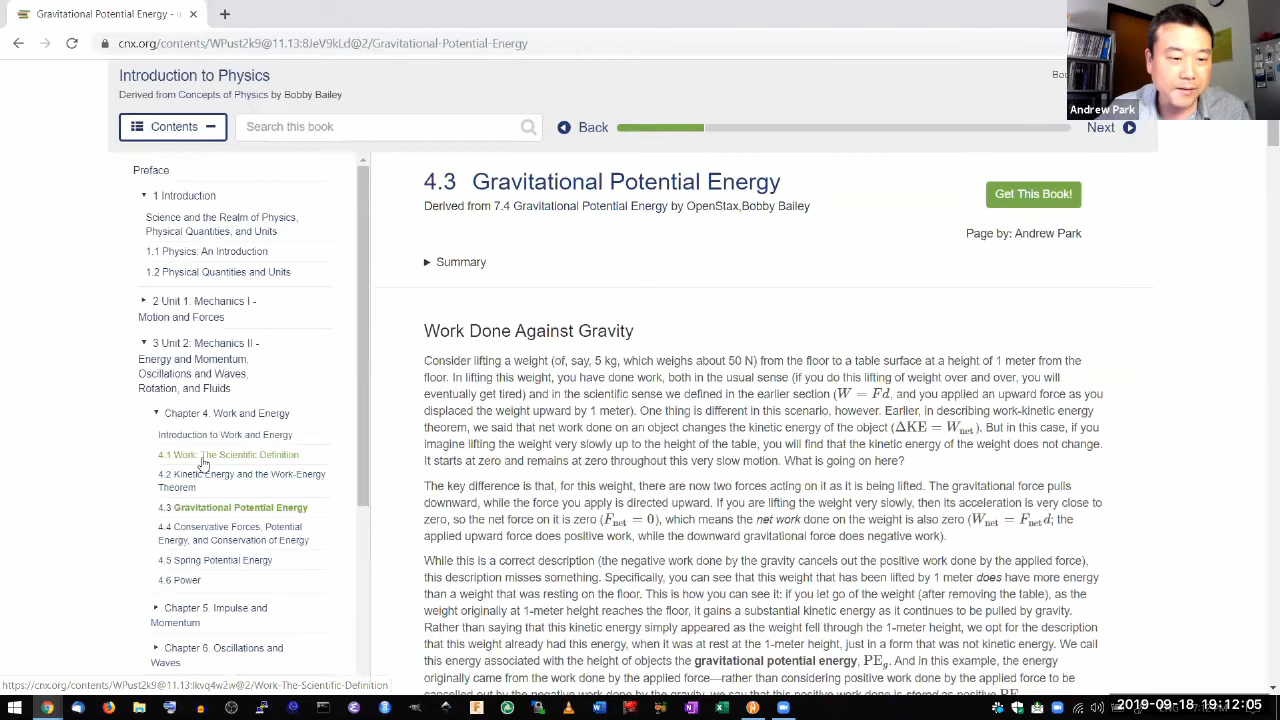 Gravitational Potential Energy -
cnx.org/contents/WPust2k9@11.13:8JeV9kLd@2/Gravitational-Potential-Energy
Introduction to Physics
Derived from Concepts of Physics by Bobby Bailey
Andrew Park
Contents
Search this book
Back
Next
Preface
1 Introduction
Science and the Realm of Physics,
Physical Quantities, and Units
1.1 Physics: An Introduction
1.2 Physical Quantities and Units
2 Unit 1: Mechanics I -
Motion and Forces
3 Unit 2: Mechanics II -
Energy and Momentum,
Oscillations and Waves,
Rotation, and Fluids
Chapter 4. Work and Energy
Introduction to Work and Energy
4.1 Work: The Scientific Definition
4.2 Kinetic Energy and the Work-Energy
Theorem
4.3 Gravitational Potential Energy
4.4 Conservative Forces, Potential
Energy, and Conservation of Energy
4.5 Spring Potential Energy
4.6 Power
Chapter 5. Impulse and
Momentum
Chapter 6. Oscillations and
Waves
4.3 Gravitational Potential Energy
Derived from 7.4 Gravitational Potential Energy by OpenStax,Bobby Bailey
Get This Book!
Page by: Andrew Park
Summary
Work Done Against Gravity
Consider lifting a weight (of, say, 5 kg, which weighs about 50 N) from the floor to a table surface at a height of 1 meter from the
floor. In lifting this weight, you have done work, both in the usual sense (if you do this lifting of weight over and over, you will
eventually get tired) and in the scientific sense we defined in the earlier section (W = Fd, and you applied an upward force as you
displaced the weight upward by 1 meter). One thing is different in this scenario, however. Earlier, in describing work-kinetic energy
theorem, we said that net work done on an object changes the kinetic energy of the object (ΔKE = Wnet). But in this case, if you
imagine lifting the weight very slowly up to the height of the table, you will find that the kinetic energy of the weight does not change.
It starts at zero and remains at zero throughout this very slow motion. What is going on here?
The key difference is that, for this weight, there are now two forces acting on it as it is being lifted. The gravitational force pulls
downward, while the force you apply is directed upward. If you are lifting the weight very slowly, then its acceleration is very close to
zero, so the net force on it is zero (Fnet = 0), which means the net work done on the weight is also zero (Wnet = Fnetd; the
applied upward force does positive work, while the downward gravitational force does negative work).
While this is a correct description (the negative work done by the gravity cancels out the positive work done by the applied force),
this description misses something. Specifically, you can see that this weight that has been lifted by 1 meter does have more energy
than a weight that was resting on the floor. This is how you can see it: if you let go of the weight (after removing the table), as the
weight originally at 1-meter height reaches the floor, it gains a substantial kinetic energy as it continues to be pulled by gravity.
Rather than saying that this kinetic energy simply appeared as the weight fell through the 1-meter height, we opt for the description
that this weight already had this energy, when it was at rest at the 1-meter height, just in a form that was not kinetic energy. We call
this energy associated with the height of objects the gravitational potential energy, PEg. And in this example, the energy
originally came from the work done by the applied force—rather than considering positive work done by the applied force to be
cancelled out by the negative work done by the gravity, we say that this positive work done is stored as positive PE
https://cnx.org/contents/WPust2k9@11.13:lkvq4w2w@2/Work-The-Scientific-Definition
2019-09-18 19:12:05